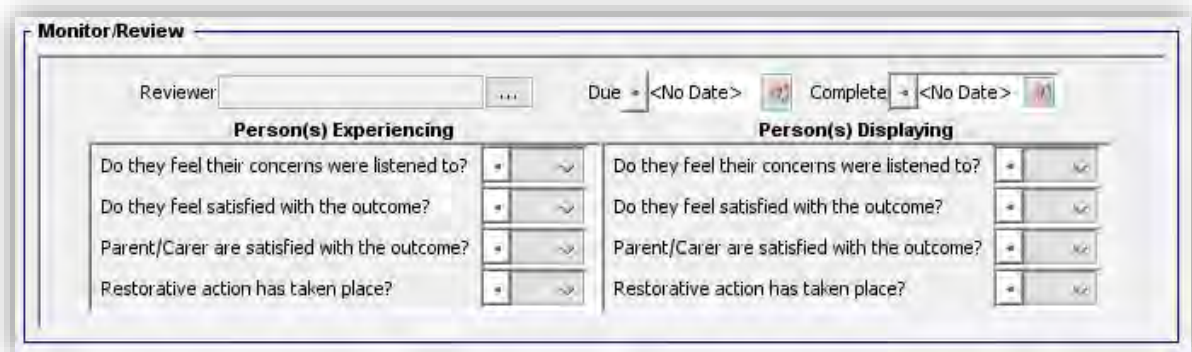 Monitor/Review
Reviewer ... Due <No Date> Complete <No Date>
Person(s) Experiencing Person(s) Displaying
Do they feel their concerns were listened to? Do they feel their concerns were listened to?
Do they feel satisfied with the outcome? Do they feel satisfied with the outcome?
Parent/Carer are satisfied with the outcome? Parent/Carer are satisfied with the outcome?
Restorative action has taken place? Restorative action has taken place?